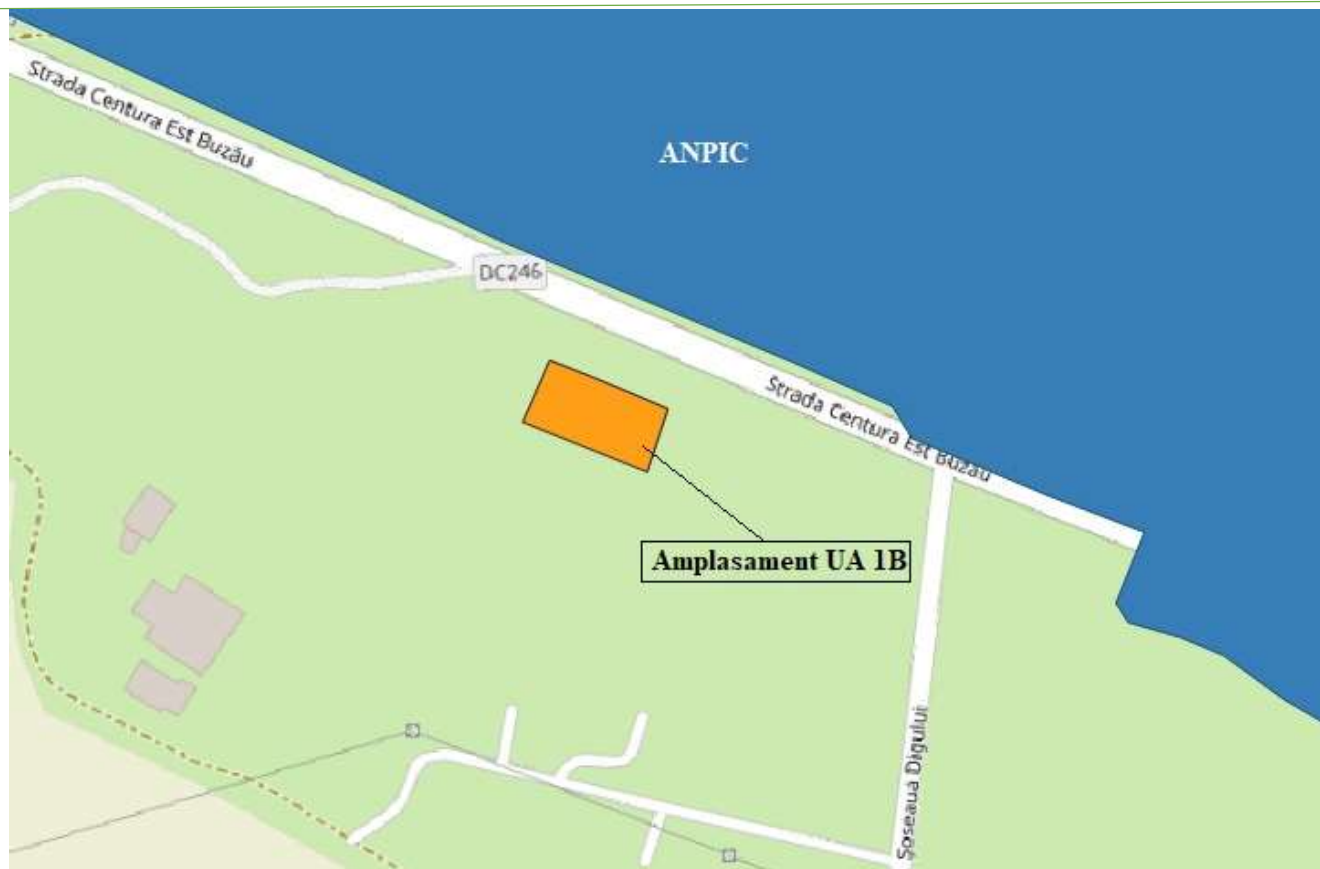 Strada Centura Est Buzău
ANPIC
DC246
Strada Centura Est Buzău
Amplasament UA 1B
Șoseaua Digului